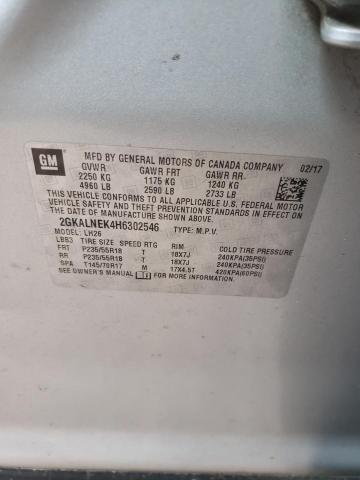 GM
MFD BY GENERAL MOTORS OF CANADA COMPANY 02/17
GVWR GAWR FRT GAWR RR
2250 KG 1175 KG 1240 KG
4960 LB 2590 LB 2733 LB
THIS VEHICLE CONFORMS TO ALL APPLICABLE U.S. FEDERAL MOTOR
VEHICLE SAFETY AND THEFT PREVENTION STANDARDS IN EFFECT ON THE
DATE OF MANUFACTURE SHOWN ABOVE.
2GKALNEK4H6302546 TYPE: M.P.V.
MODEL: LH26
LBB3 TIRE SIZE SPEED RTG RIM COLD TIRE PRESSURE
FRT P235/55R18 T 18X7J 240KPA(35PSI)
RR P235/55R18 T 18X7J 240KPA(35PSI)
SPA T145/70R17 M 17X4.5T 420KPA(60PSI)
SEE OWNER'S MANUAL FOR MORE INFORMATION.